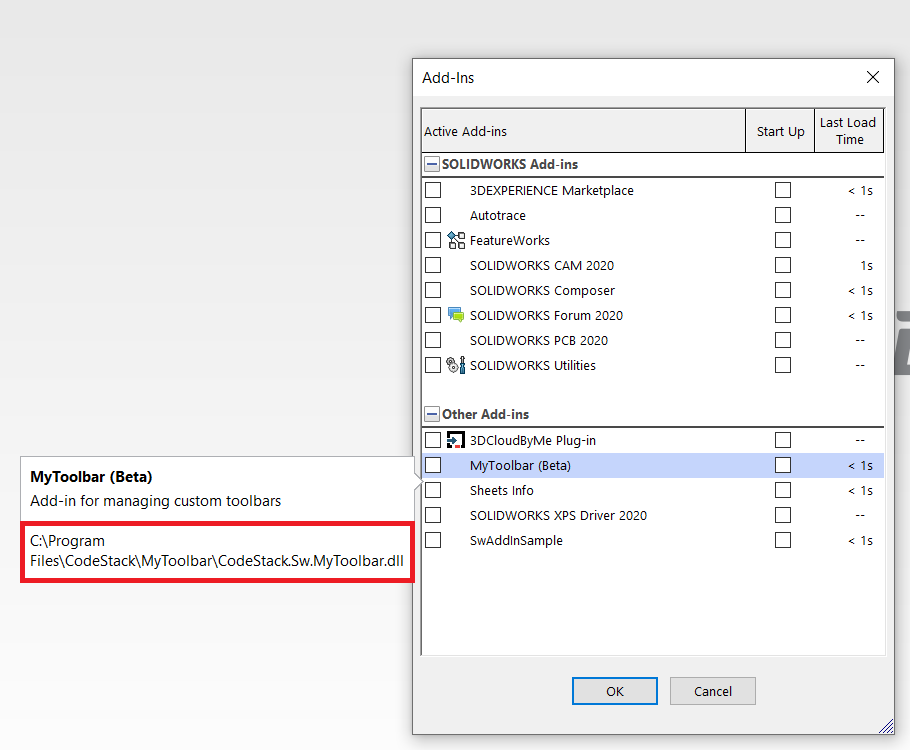 Add-Ins
Active Add-ins
Start Up
Last Load
Time
SOLIDWORKS Add-ins
3DEXPERIENCE Marketplace < 1s
Autotrace --
FeatureWorks --
SOLIDWORKS CAM 2020 1s
SOLIDWORKS Composer < 1s
SOLIDWORKS Forum 2020 < 1s
SOLIDWORKS PCB 2020 --
SOLIDWORKS Utilities --
Other Add-ins
3DCloudByMe Plug-in --
MyToolbar (Beta) < 1s
Sheets Info < 1s
SOLIDWORKS XPS Driver 2020 --
SwAddInSample < 1s
MyToolbar (Beta)
Add-in for managing custom toolbars
C:\Program
Files\CodeStack\MyToolbar\CodeStack.Sw.MyToolbar.dll
OK
Cancel